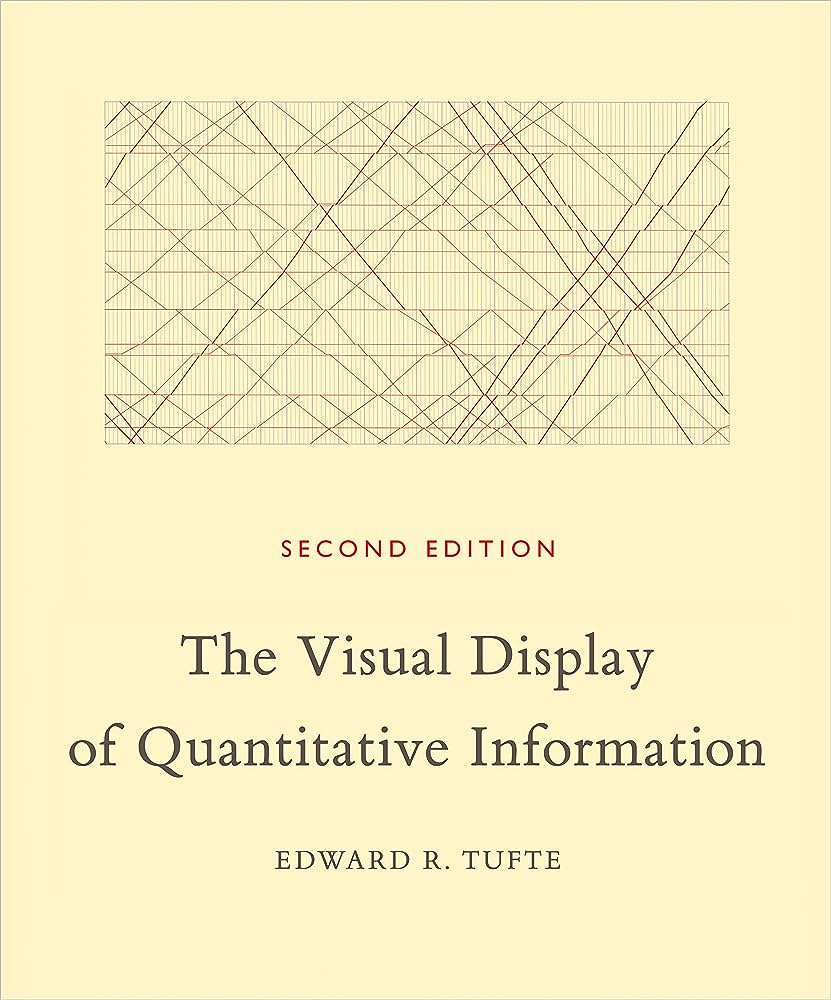 SECOND EDITION
The Visual Display
of Quantitative Information
EDWARD R. TUFTE